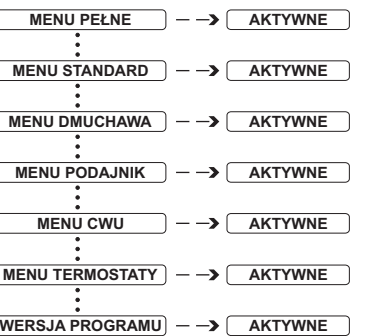 MENU PEŁNE AKTYWNE
MENU STANDARD AKTYWNE
MENU DMUCHAWA AKTYWNE
MENU PODAJNIK AKTYWNE
MENU CWU AKTYWNE
MENU TERMOSTATY AKTYWNE
WERSJA PROGRAMU AKTYWNE